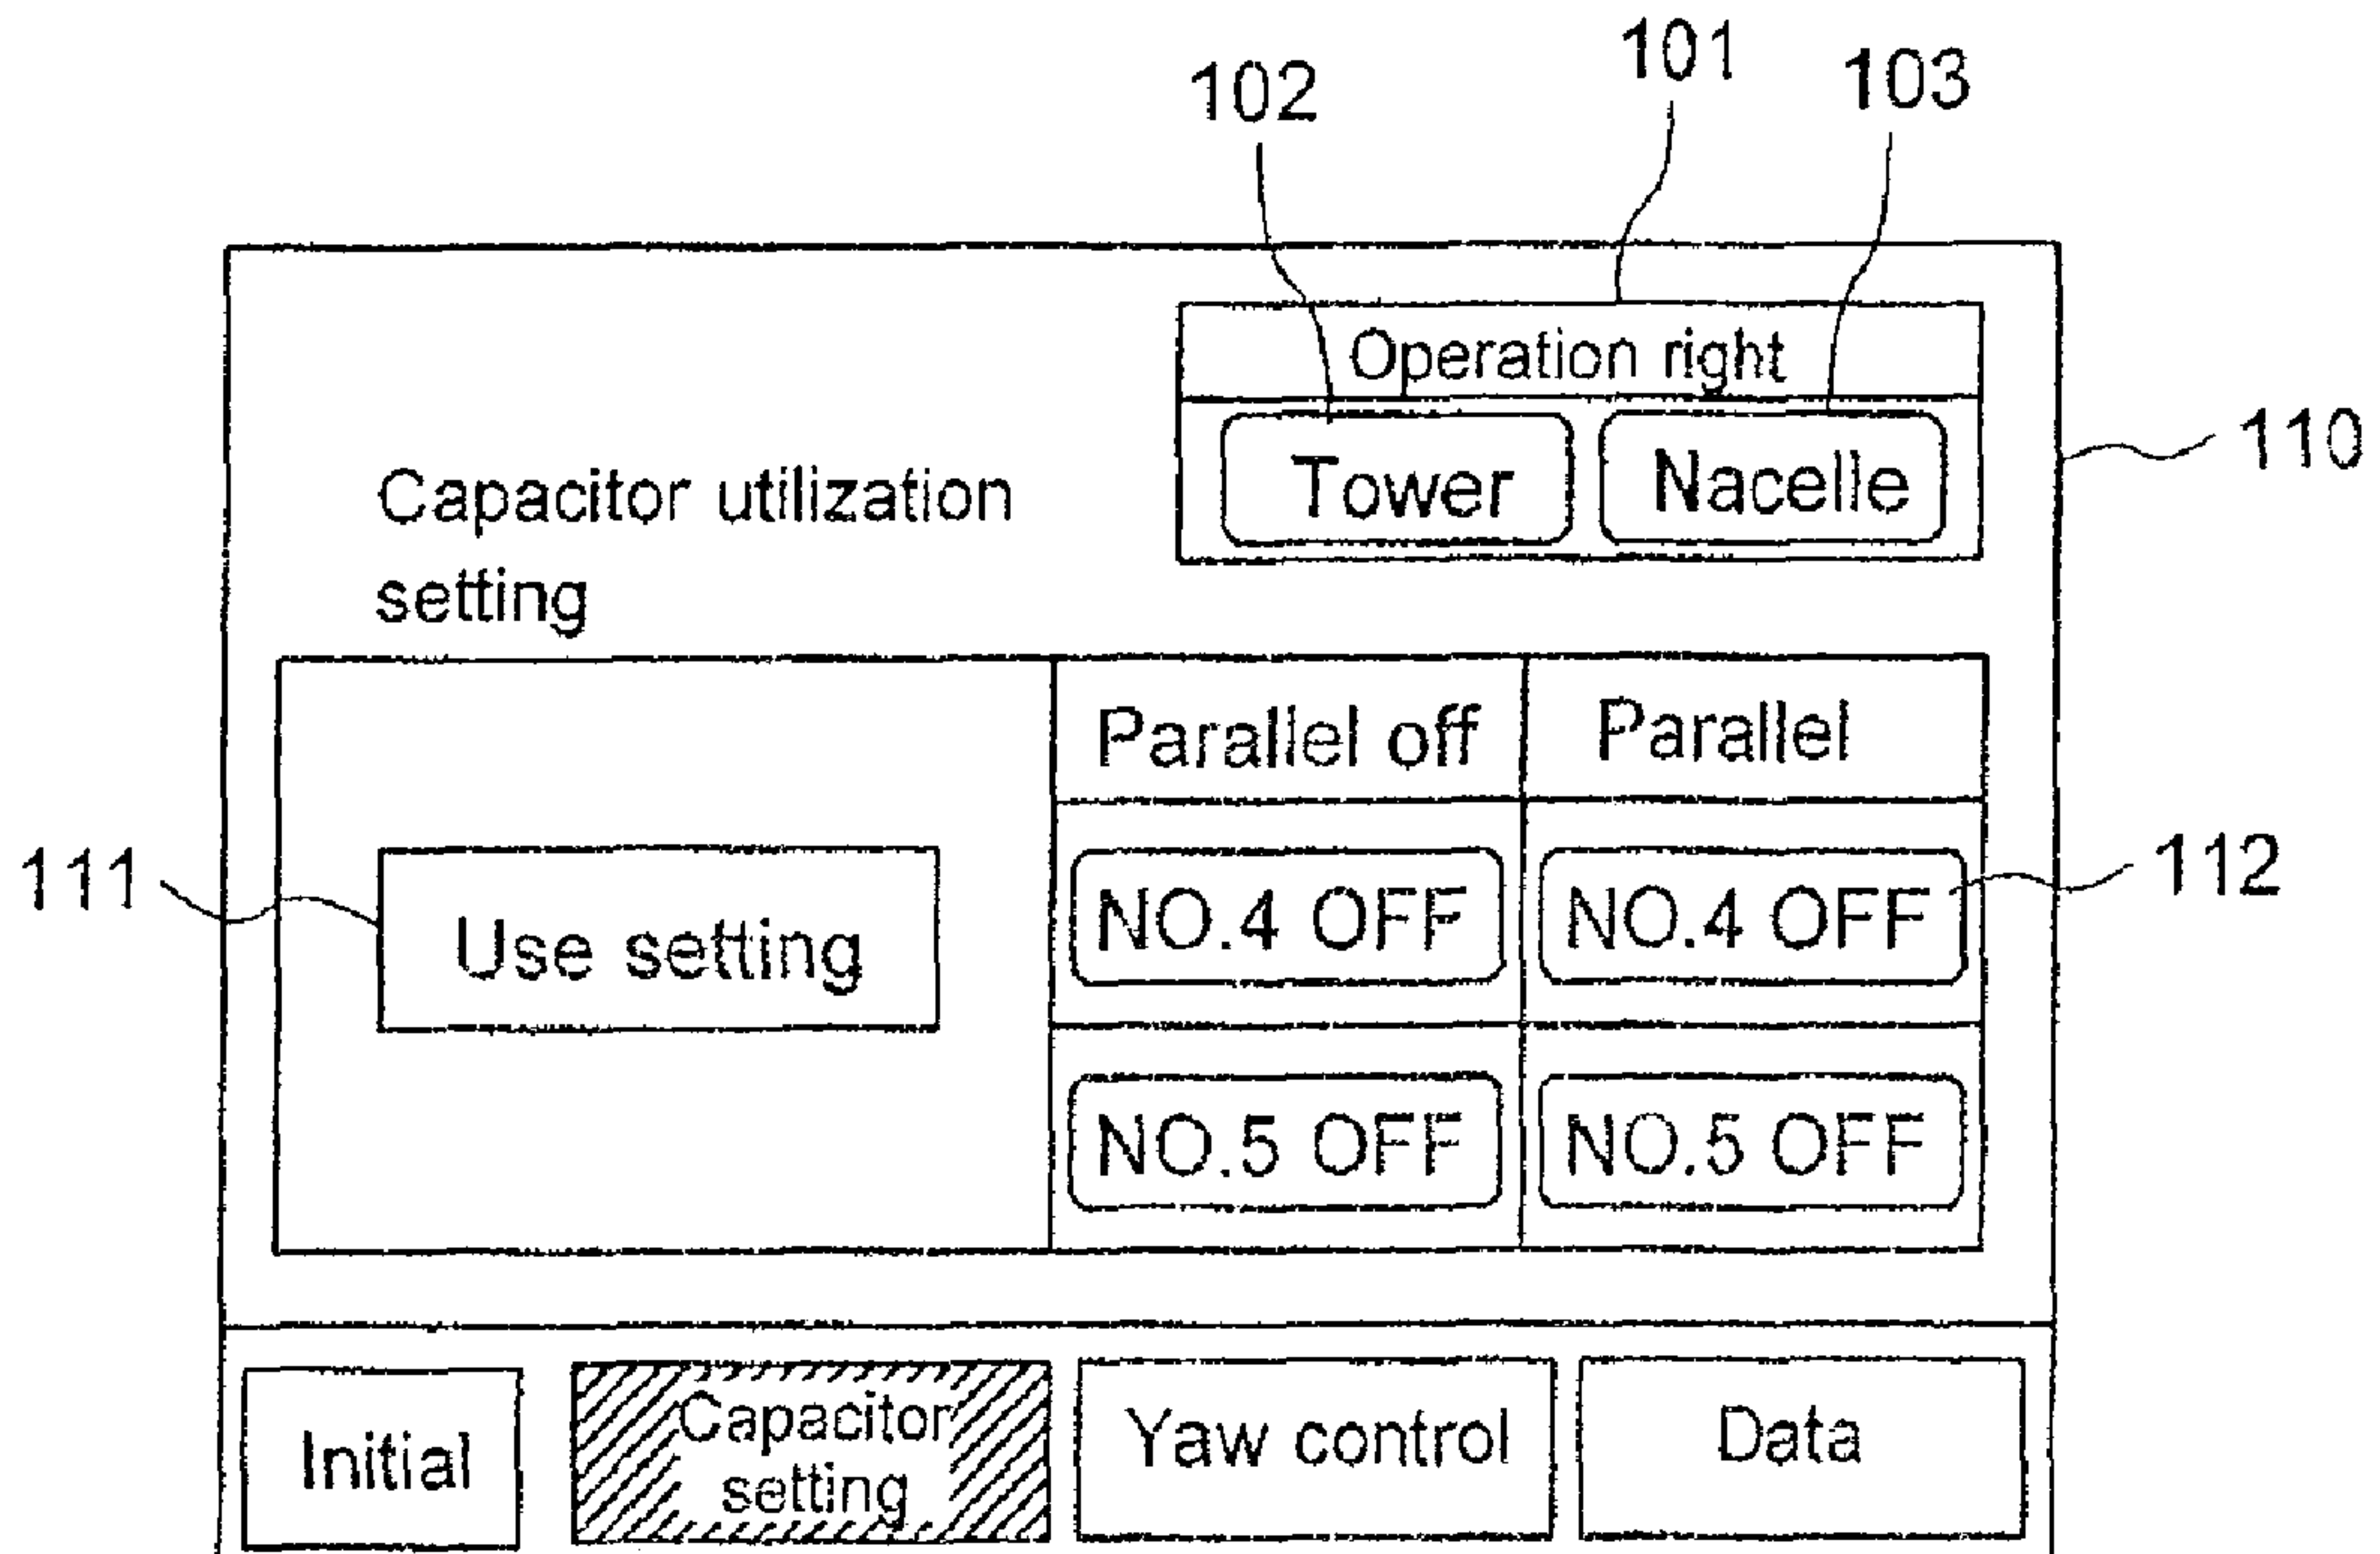 101
102
103
Operation right
Tower Nacelle
110
Capacitor utilization
setting
Parallel off Parallel
111
Use setting
NO.4 OFF NO.4 OFF
112
NO.5 OFF NO.5 OFF
Initial
Capacitor
setting
Yaw control
Data